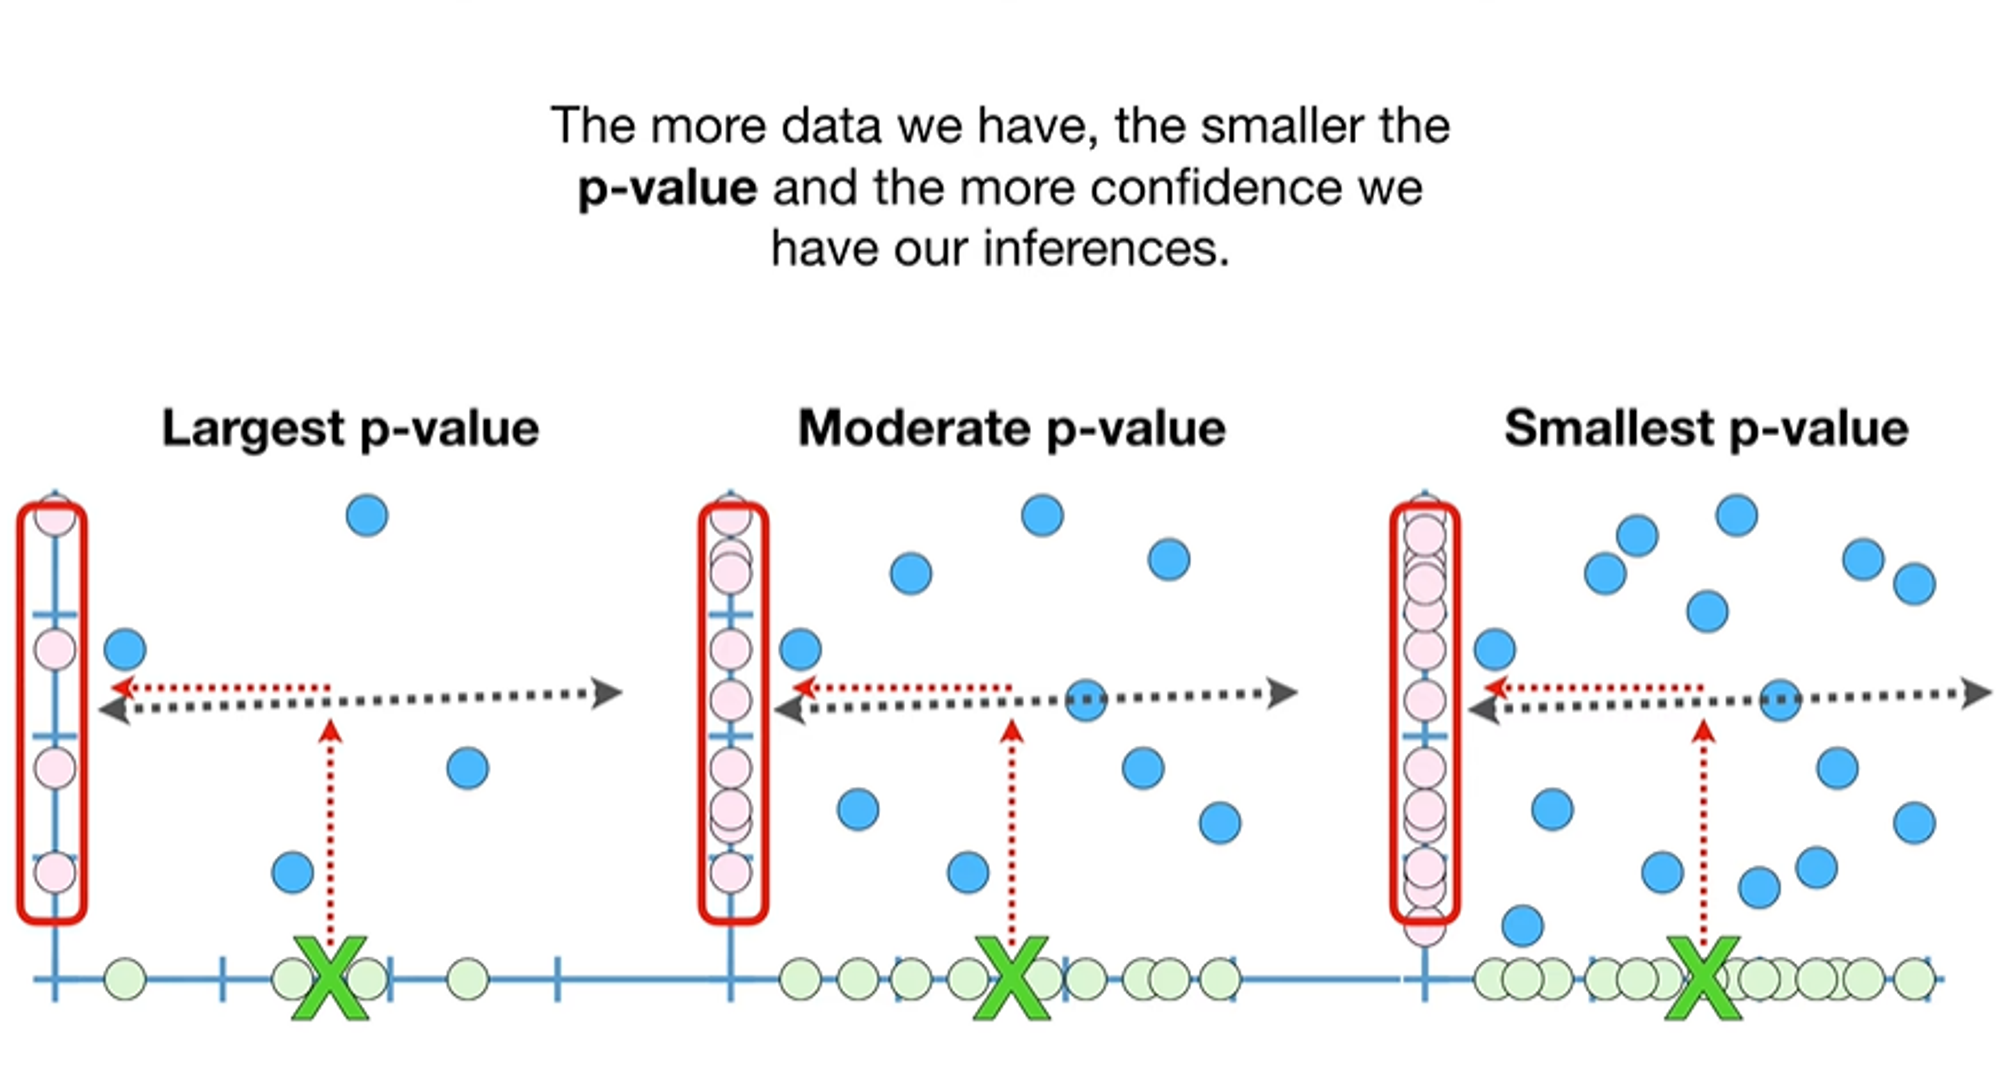 The more data we have, the smaller the
p-value and the more confidence we
have our inferences.
Largest p-value
Moderate p-value
Smallest p-value
X
X
X